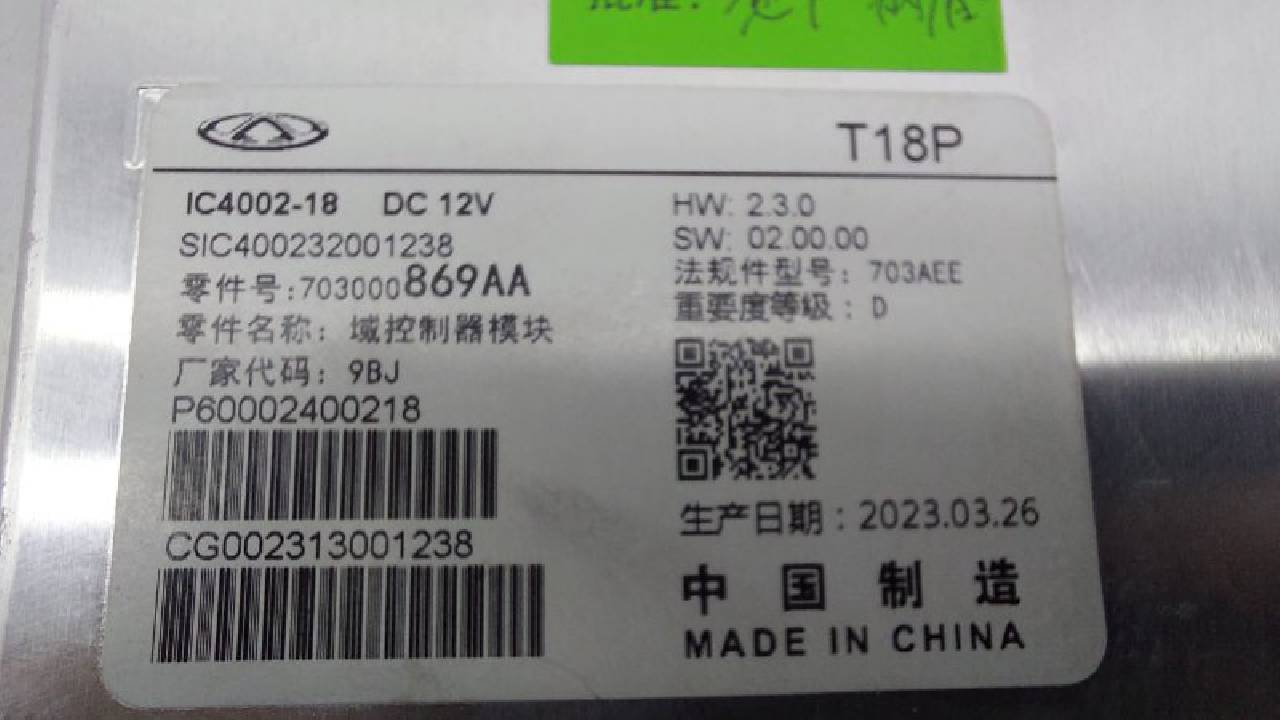 批准:
T18P
IC4002-18 DC 12V
SIC400232001238
零件号:703000869AA
零件名称: 域控制器模块
厂家代码: 9BJ
P60002400218
CG002313001238
HW: 2.3.0
SW: 02.00.00
法规件型号: 703AEE
重要度等级: D
生产日期: 2023.03.26
中国制造
MADE IN CHINA